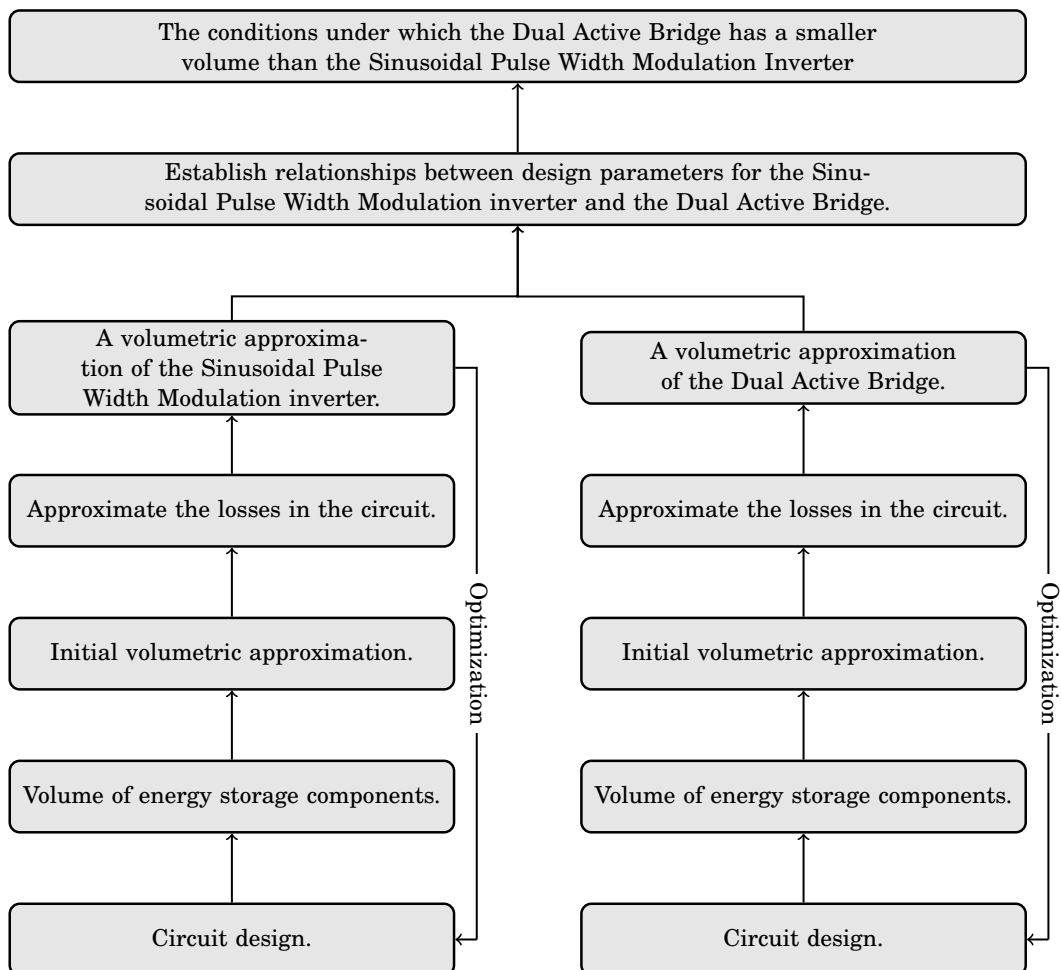 The conditions under which the Dual Active Bridge has a smaller
volume than the Sinusoidal Pulse Width Modulation Inverter
Establish relationships between design parameters for the Sinu-
soidal Pulse Width Modulation inverter and the Dual Active Bridge.
A volumetric approxima-
tion of the Sinusoidal Pulse
Width Modulation inverter.
Approximate the losses in the circuit.
Initial volumetric approximation.
Volume of energy storage components.
Circuit design.
Optimization
A volumetric approximation
of the Dual Active Bridge.
Approximate the losses in the circuit.
Initial volumetric approximation.
Volume of energy storage components.
Circuit design.
Optimization